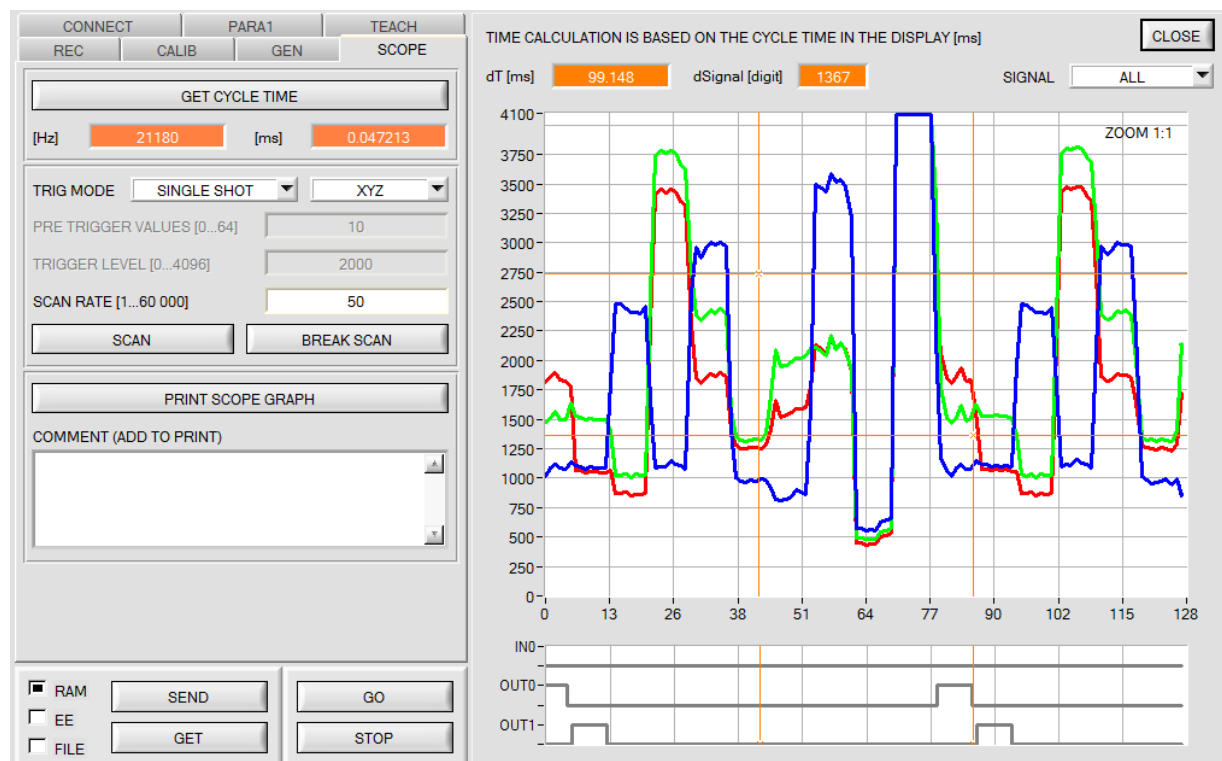 CONNECT PARA1 TEACH
REC CALIB GEN SCOPE
GET CYCLE TIME
[Hz] 21180 [ms] 0.047213
TRIG MODE SINGLE SHOT XYZ
PRE TRIGGER VALUES [0...64] 10
TRIGGER LEVEL [0...4096] 2000
SCAN RATE [1...60 000] 50
SCAN BREAK SCAN
PRINT SCOPE GRAPH
COMMENT (ADD TO PRINT)
RAM SEND GO
EE
FILE GET STOP
TIME CALCULATION IS BASED ON THE CYCLE TIME IN THE DISPLAY [ms] CLOSE
dT [ms] 99.148 dSignal [digit] 1367 SIGNAL ALL
4100
ZOOM 1:1
3750
3500
3250
3000
2750
2500
2250
2000
1750
1500
1250
1000
750
500
250
0
0 13 26 38 51 64 77 90 102 115 128
IN0
OUT0
OUT1